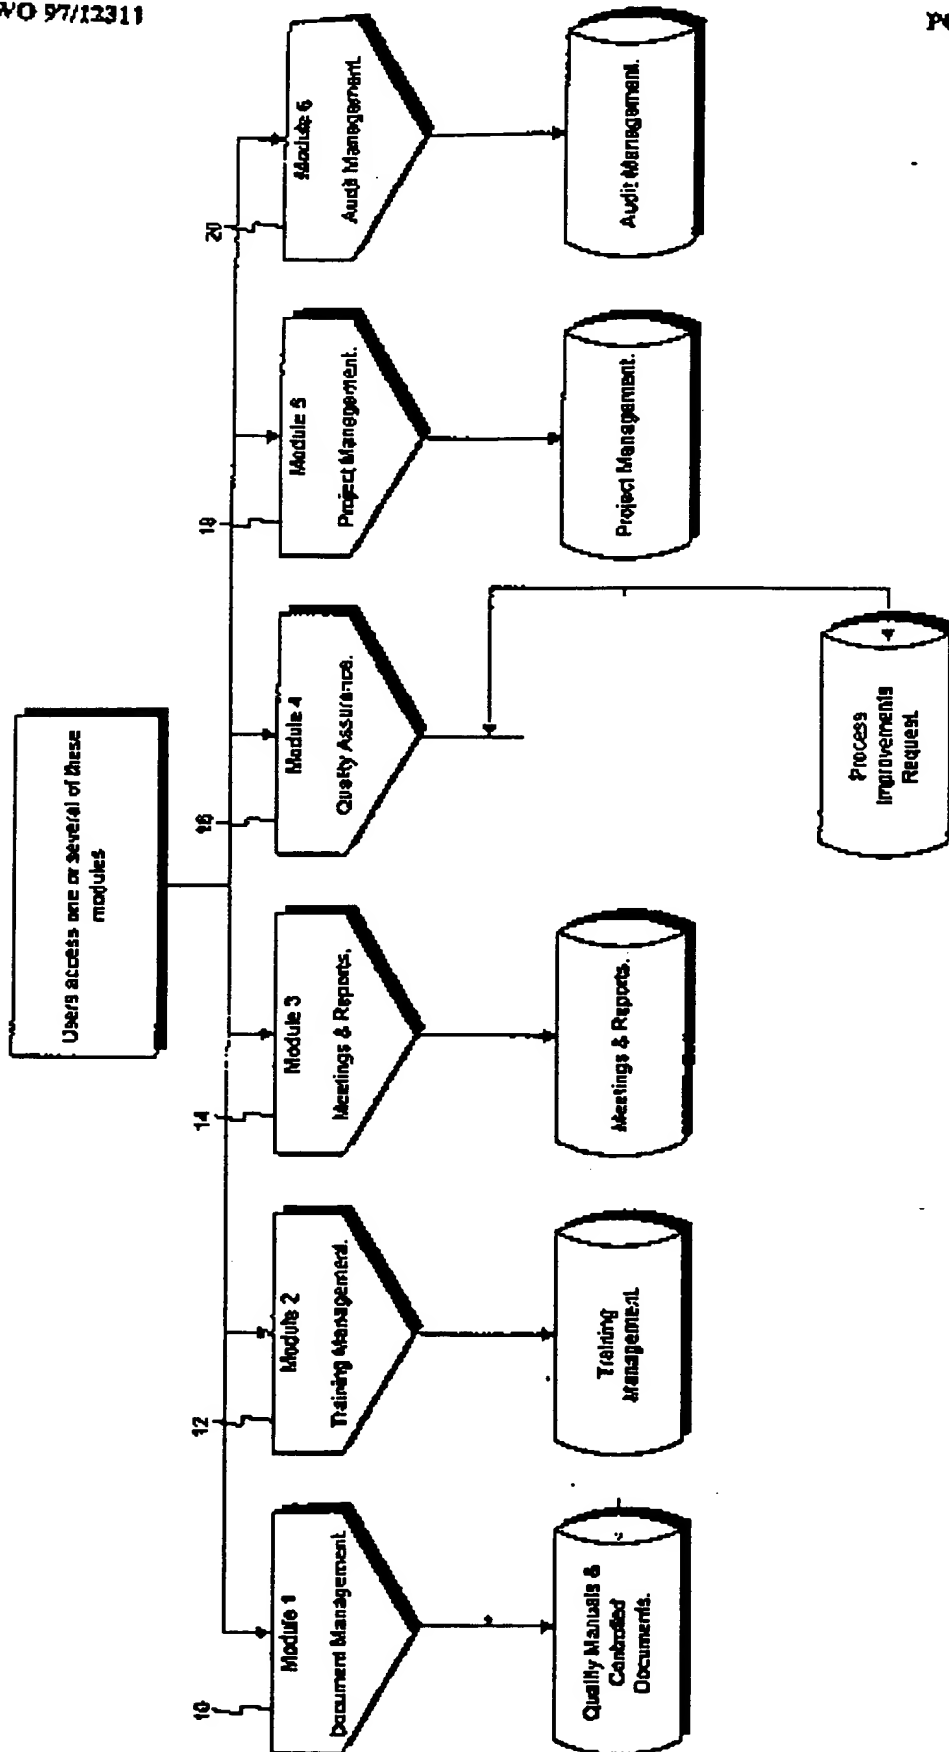 WO 97/12311
Users access one or several of these
modules
10
Module 1
Document Management.
12
Module 2
Training Management.
14
Module 3
Meetings & Reports.
16
Module 4
Quality Assurance.
18
Module 5
Project Management.
20
Module 6
Audit Management.
Quality Manuals &
Controlled
Documents.
Training
Management
Meetings & Reports.
Process
Improvements
Request.
Project Management.
Audit Management.